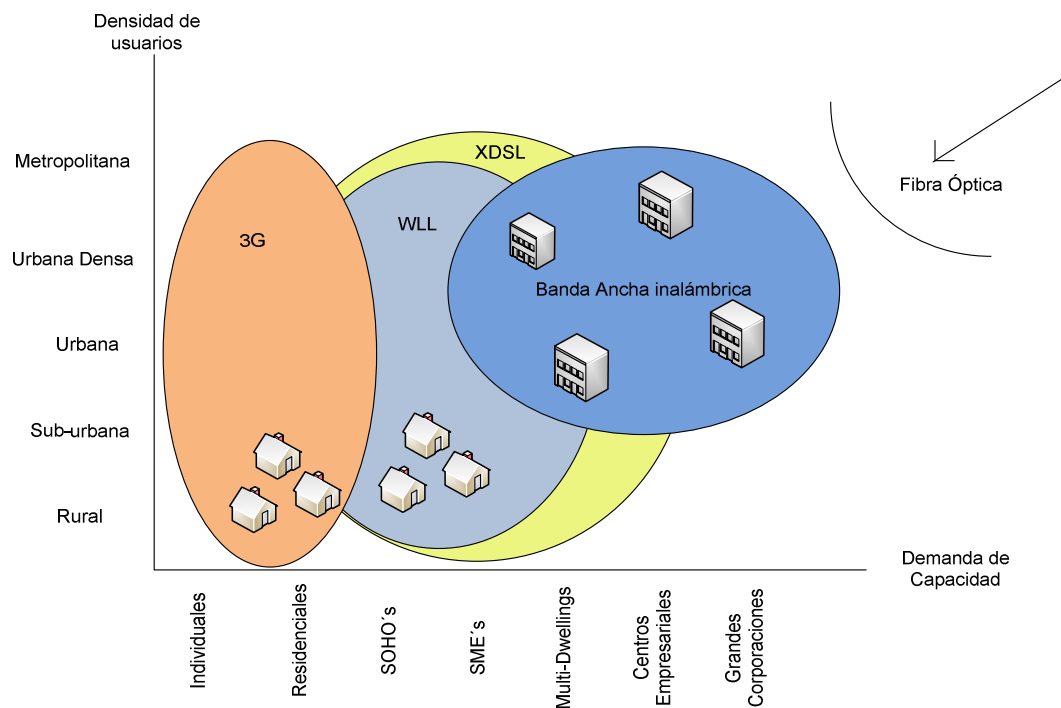 Densidad de
usuarios
Metropolitana
XDSL
Fibra Óptica
WLL
3G
Urbana Densa
Banda Ancha inalámbrica
Urbana
Sub-urbana
Rural
Demanda de
Capacidad
Individuales
Residenciales
SOHO´s
SME´s
Multi-Dwellings
Centros
Empresariales
Grandes
Corporaciones